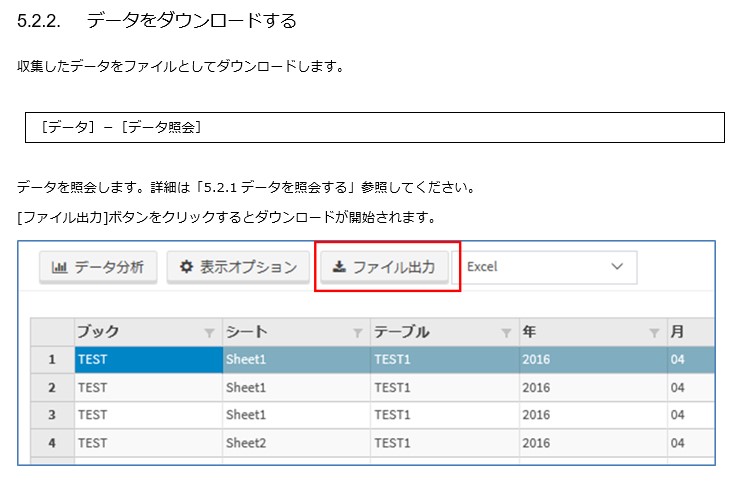 5.2.2. データをダウンロードする
収集したデータをファイルとしてダウンロードします。
［データ］－［データ照会］
データを照会します。詳細は「5.2.1 データを照会する」参照してください。
[ファイル出力]ボタンをクリックするとダウンロードが開始されます。
データ分析 表示オプション ファイル出力 Excel
ブック シート テーブル 年 月
1 TEST Sheet1 TEST1 2016 04
2 TEST Sheet1 TEST1 2016 04
3 TEST Sheet1 TEST1 2016 04
4 TEST Sheet2 TEST1 2016 04